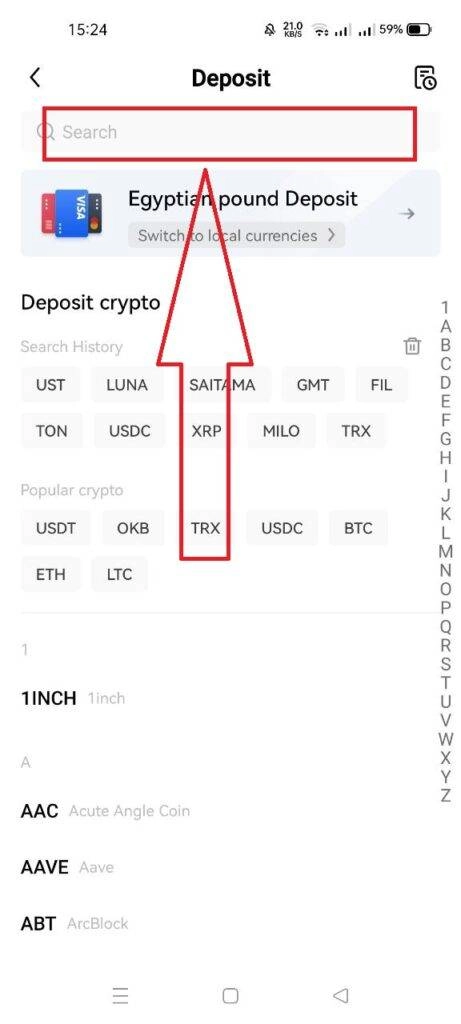 15:24 21.0 KB/S 59%
Deposit
Search
VISA
Egyptian pound Deposit
Switch to local currencies
Deposit crypto
Search History
UST LUNA SAITAMA GMT FIL
TON USDC XRP MILO TRX
Popular crypto
USDT OKB TRX USDC BTC
ETH LTC
1
1INCH 1inch
A
AAC Acute Angle Coin
AAVE Aave
ABT ArcBlock
1
A
B
C
D
E
F
G
H
I
J
K
L
M
N
O
P
Q
R
S
T
U
V
W
X
Y
Z